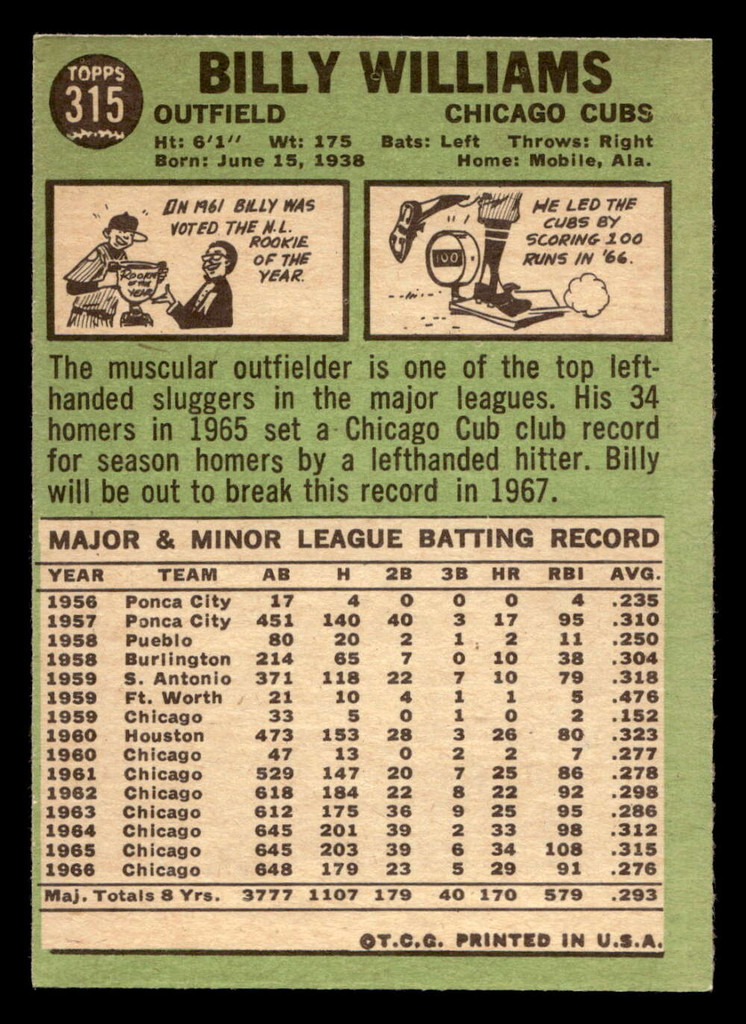 TOPPS
315
BILLY WILLIAMS
OUTFIELD CHICAGO CUBS
Ht: 6'1" Wt: 175 Bats: Left Throws: Right
Born: June 15, 1938 Home: Mobile, Ala.
IN 1961 BILLY WAS
VOTED THE N.L.
ROOKIE
OF THE
YEAR.
ROOKIE
OF THE
YEAR
HE LED THE
CUBS BY
SCORING 100
RUNS IN '66.
100
The muscular outfielder is one of the top left-
handed sluggers in the major leagues. His 34
homers in 1965 set a Chicago Cub club record
for season homers by a lefthanded hitter. Billy
will be out to break this record in 1967.
MAJOR & MINOR LEAGUE BATTING RECORD
YEAR TEAM AB H 2B 3B HR RBI AVG.
1956 Ponca City 17 4 0 0 0 4 .235
1957 Ponca City 451 140 40 3 17 95 .310
1958 Pueblo 80 20 2 1 2 11 .250
1958 Burlington 214 65 7 0 10 38 .304
1959 S. Antonio 371 118 22 7 10 79 .318
1959 Ft. Worth 21 10 4 1 1 5 .476
1959 Chicago 33 5 0 1 0 2 .152
1960 Houston 473 153 28 3 26 80 .323
1960 Chicago 47 13 0 2 2 7 .277
1961 Chicago 529 147 20 7 25 86 .278
1962 Chicago 618 184 22 8 22 92 .298
1963 Chicago 612 175 36 9 25 95 .286
1964 Chicago 645 201 39 2 33 98 .312
1965 Chicago 645 203 39 6 34 108 .315
1966 Chicago 648 179 23 5 29 91 .276
Maj. Totals 8 Yrs. 3777 1107 179 40 170 579 .293
©T.C.G. PRINTED IN U.S.A.